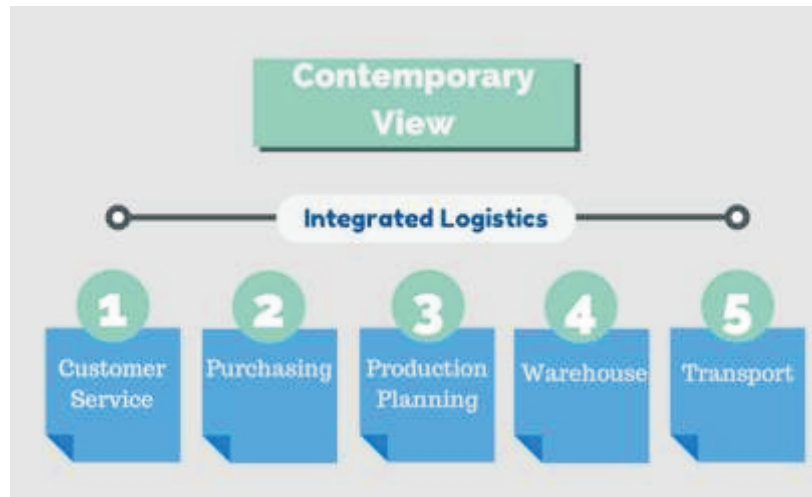 Contemporary
View
Integrated Logistics
1
2
3
4
5
Customer
Service
Purchasing
Production
Planning
Warehouse
Transport